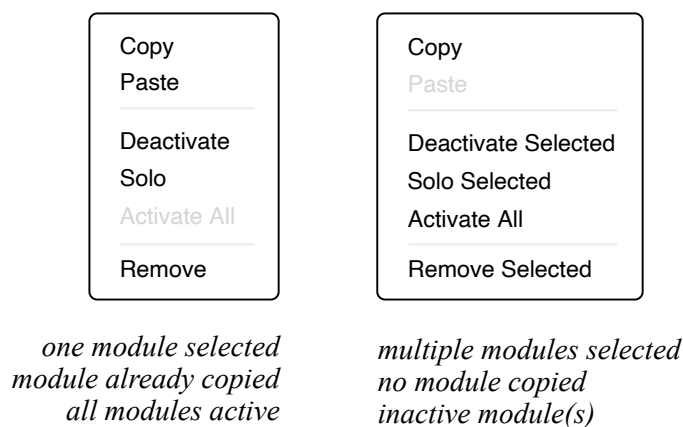 Copy
Paste
Deactivate
Solo
Activate All
Remove
one module selected
module already copied
all modules active
Copy
Paste
Deactivate Selected
Solo Selected
Activate All
Remove Selected
multiple modules selected
no module copied
inactive module(s)